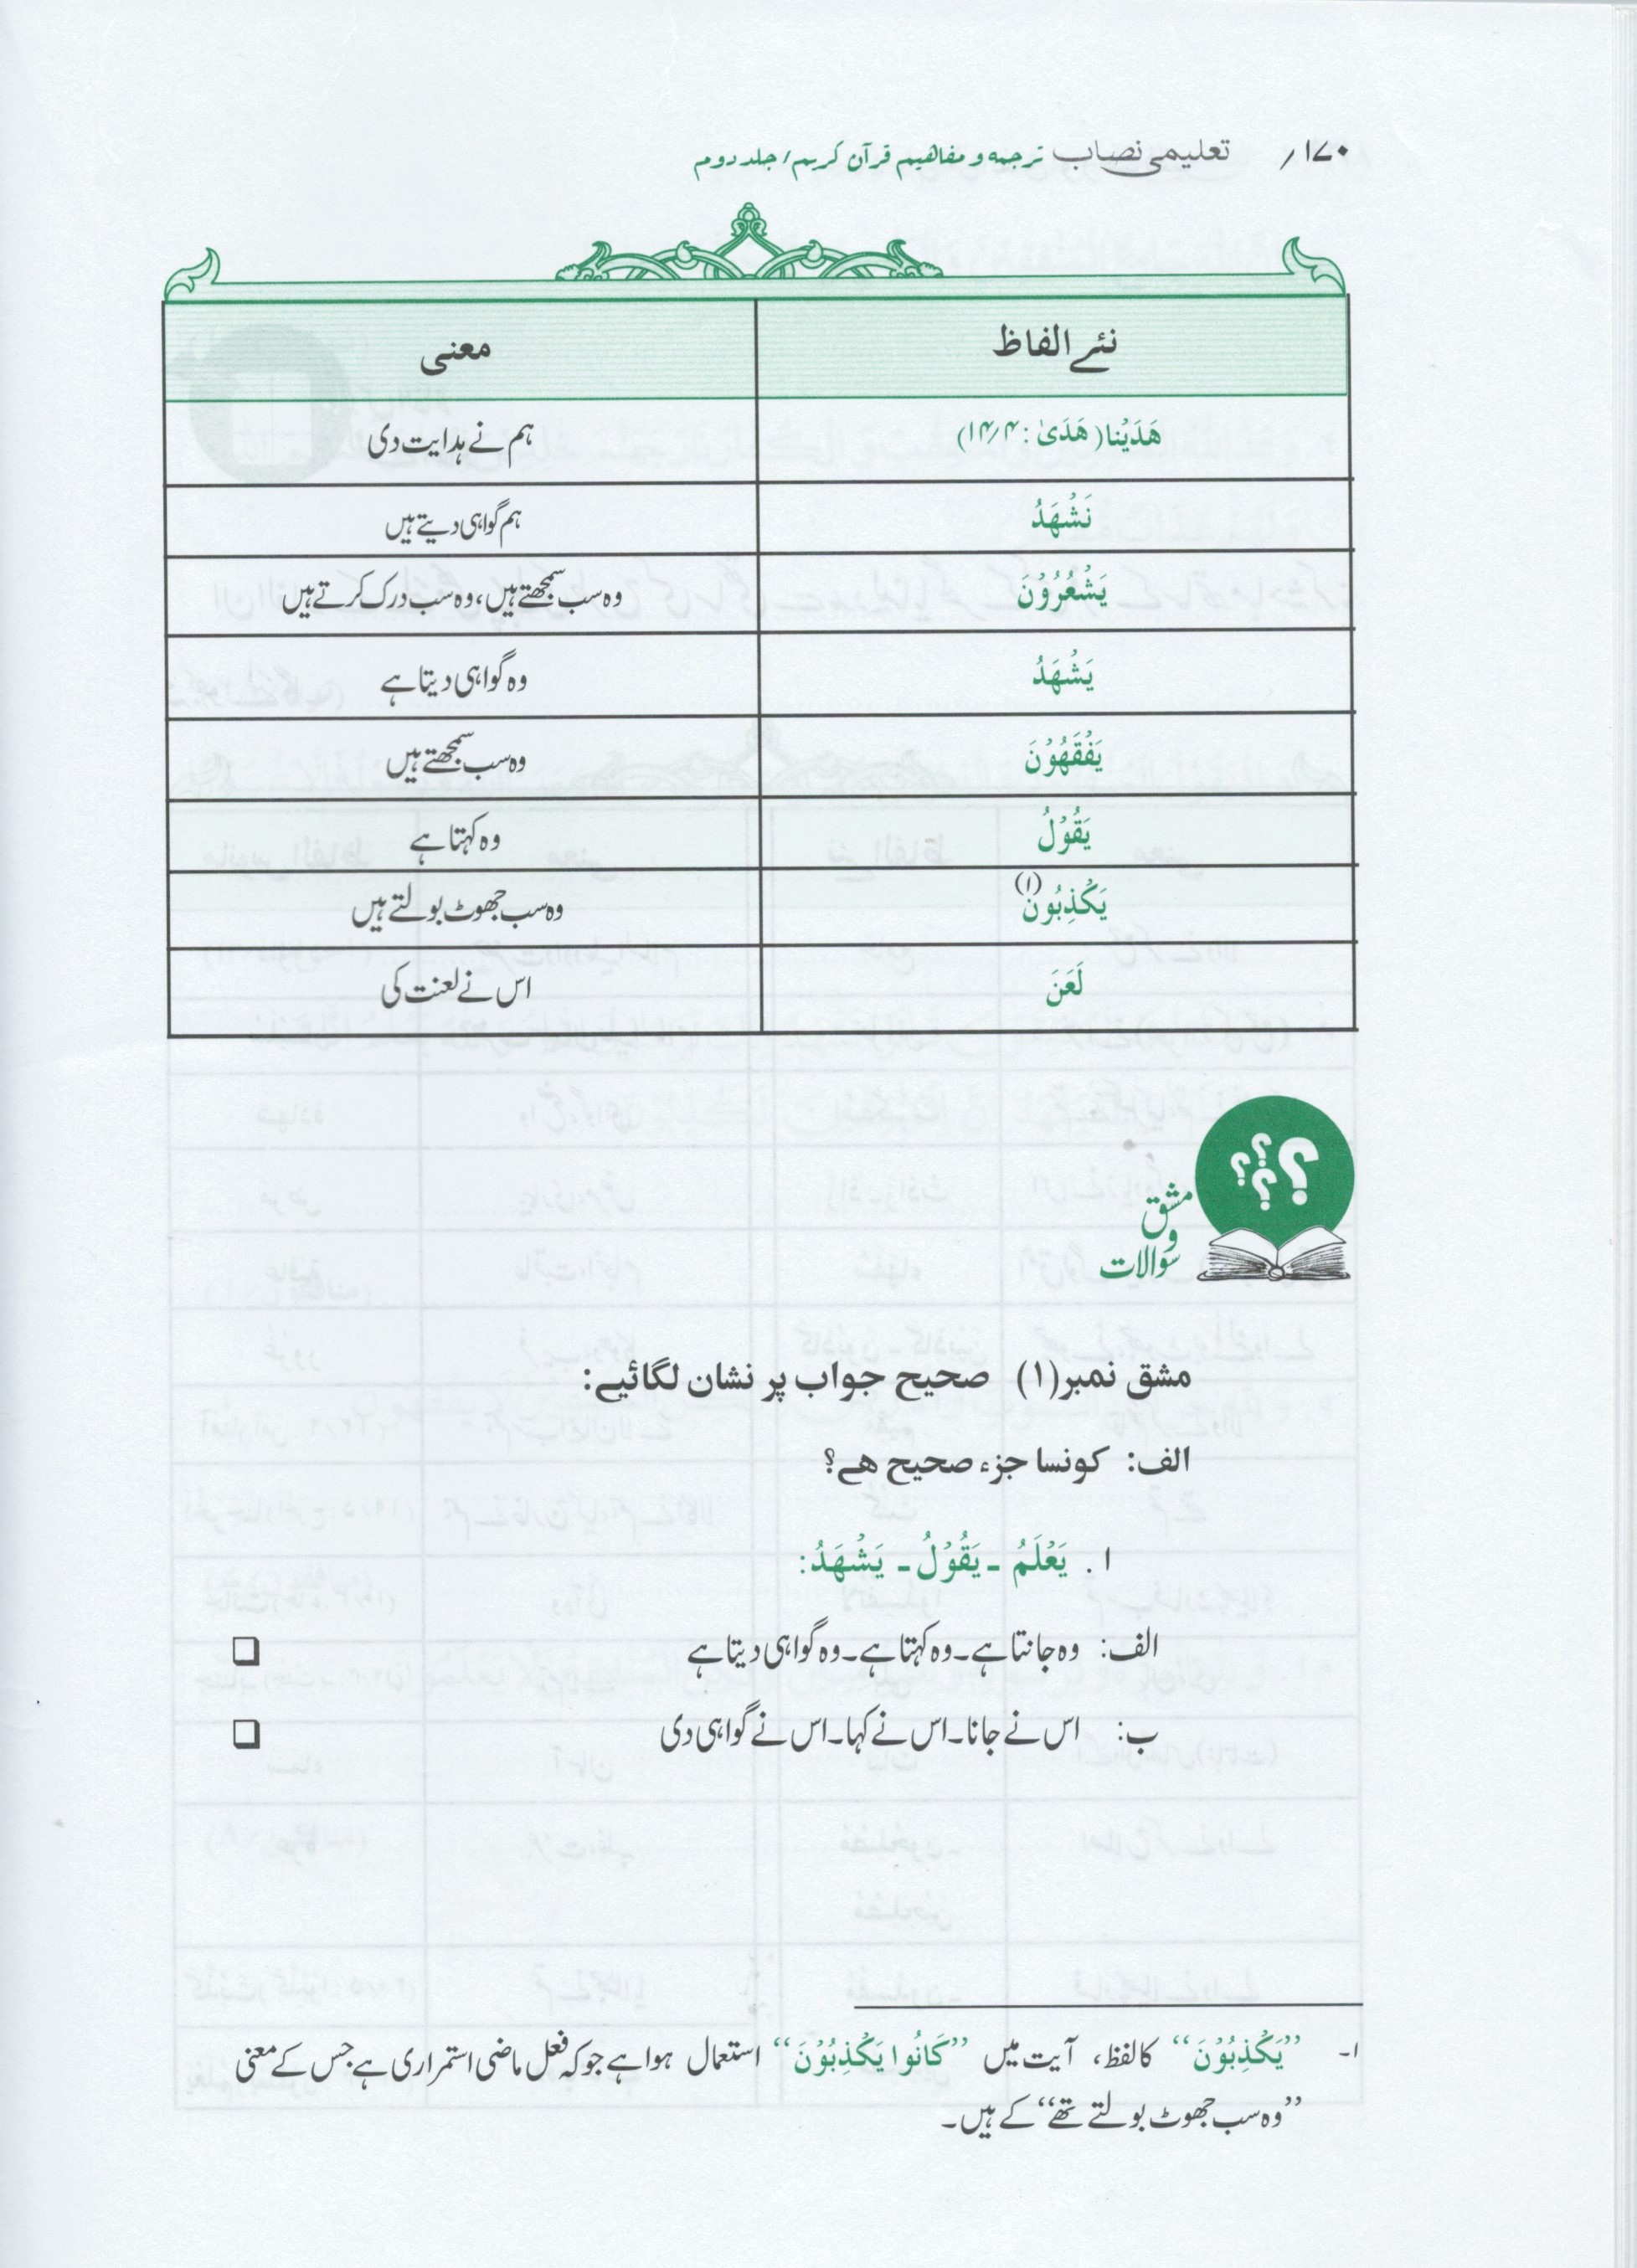 ۱۷۰ / تعلیمی نصاب ترجمه و مفاهیم قرآن کریم / جلد دوم
نئے الفاظ معنی
هَدَيْنا (هَدَىٰ : ۱۴/۴) ہم نے ہدایت دی
نَشْهَدُ ہم گواہی دیتے ہیں
يَشْعُرُوْنَ وہ سب سمجھتے ہیں، وہ سب درک کرتے ہیں
يَشْهَدُ وہ گواہی دیتا ہے
يَفْقَهُوْنَ وہ سب سمجھتے ہیں
يَقُوْلُ وہ کہتا ہے
يَكْذِبُونَ (۱) وہ سب جھوٹ بولتے ہیں
لَعَنَ اس نے لعنت کی
مشق
و
سوالات
مشق نمبر(۱) صحیح جواب پر نشان لگائیے:
الف: کونسا جزء صحیح ھے؟
۱. يَعْلَمُ ـ يَقُوْلُ ـ يَشْهَدُ:
الف: وہ جانتا ہے۔ وہ کہتا ہے۔ وہ گواہی دیتا ہے ❏
ب: اس نے جانا۔ اس نے کہا۔ اس نے گواہی دی ❏
۱۔ ”يَكْذِبُوْنَ“ کا لفظ، آیت میں ”كَانُوا يَكْذِبُوْنَ“ استعمال ہوا ہے جو کہ فعل ماضی استمراری ہے جس کے معنی
”وہ سب جھوٹ بولتے تھے“ کے ہیں۔